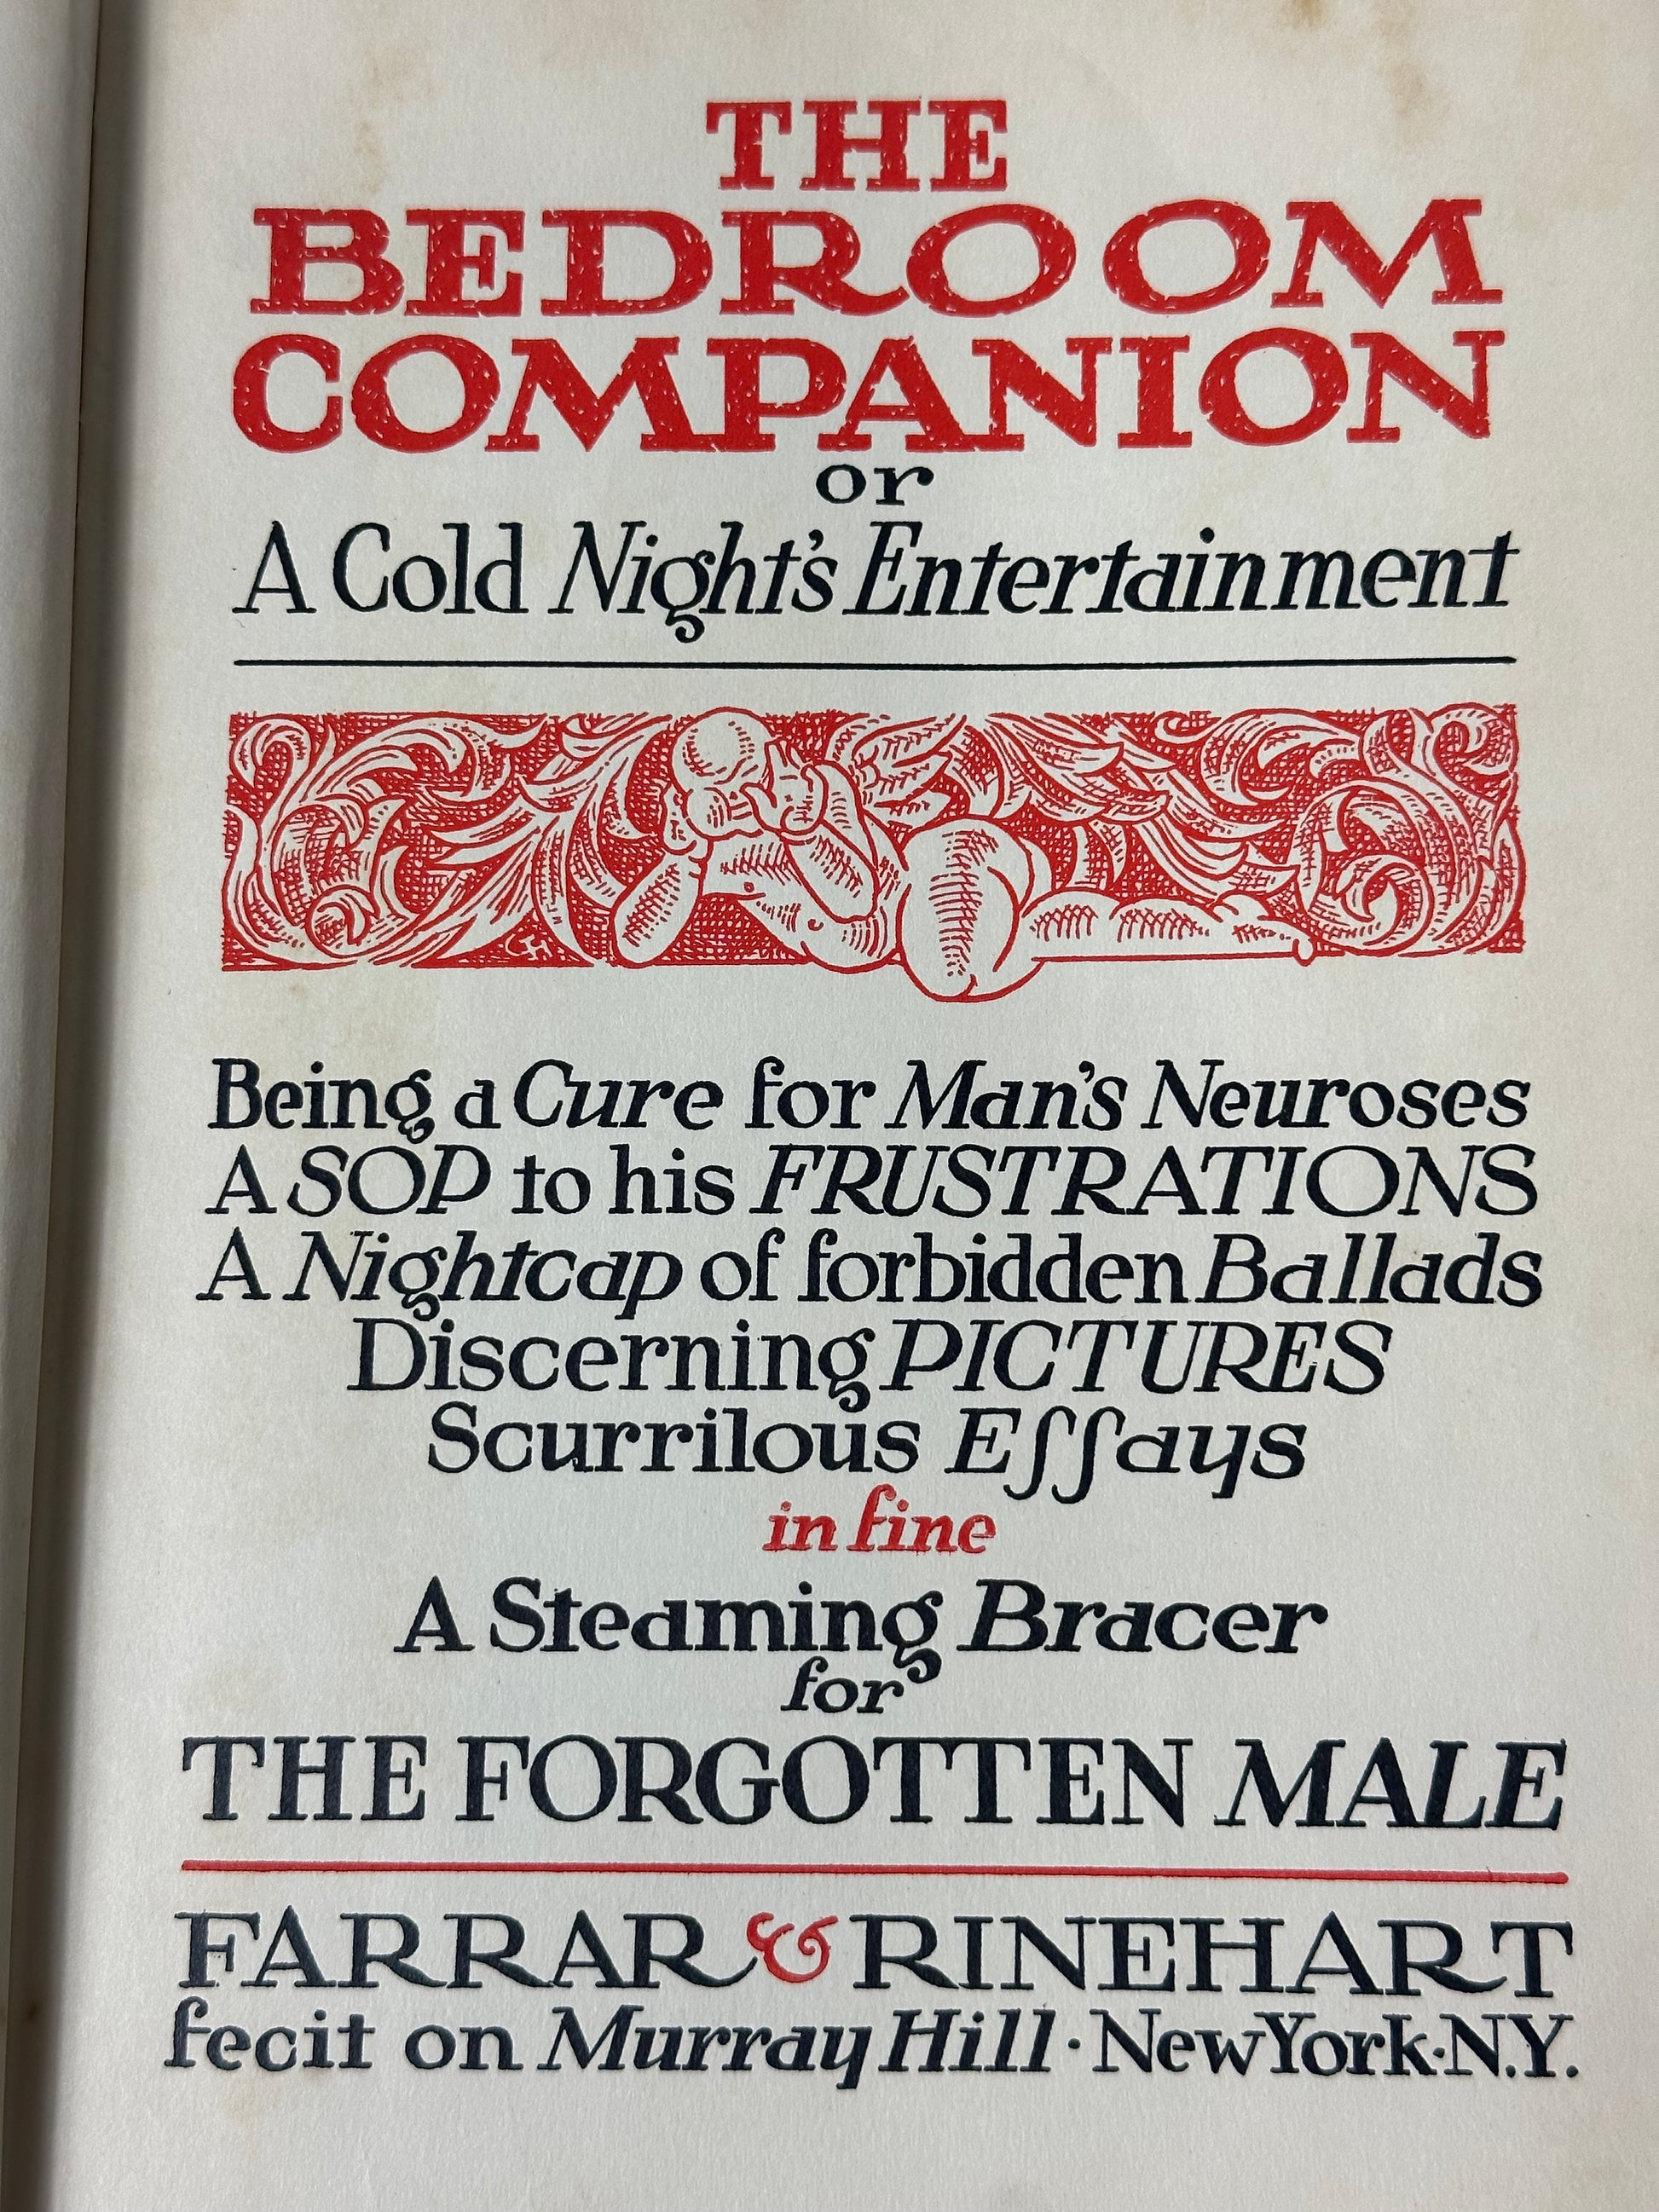 THE
BEDROOM
COMPANION
or
A Cold Night's Entertainment
GH
Being a Cure for Man's Neuroses
A SOP to his FRUSTRATIONS
A Nightcap of forbidden Ballads
Discerning PICTURES
Scurrilous Eſſays
in fine
A Steaming Bracer
for
THE FORGOTTEN MALE
FARRAR & RINEHART
fecit on Murray Hill · New York · N.Y.